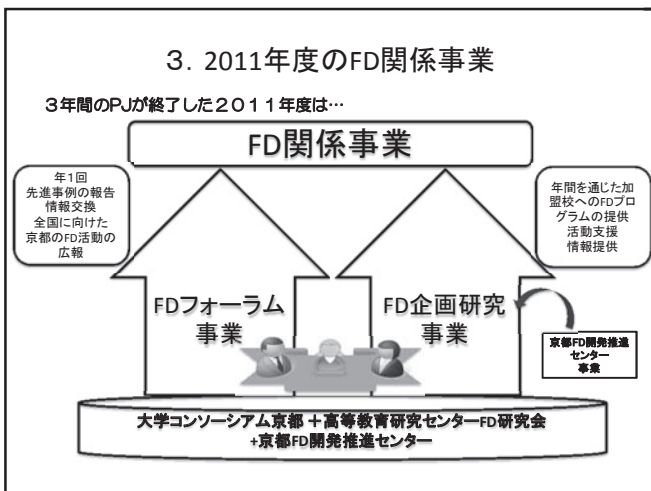 ３．2011年度のFD関係事業
３年間のPJが終了した２０１１年度は…
FD関係事業
年1回
先進事例の報告
情報交換
全国に向けた
京都のFD活動の
広報
年間を通じた加
盟校へのFDプロ
グラムの提供
活動支援
情報提供
FDフォーラム
事業
FD企画研究
事業
京都FD開発推進
センター
事業
大学コンソーシアム京都 ＋高等教育研究センターFD研究会
+京都FD開発推進センター